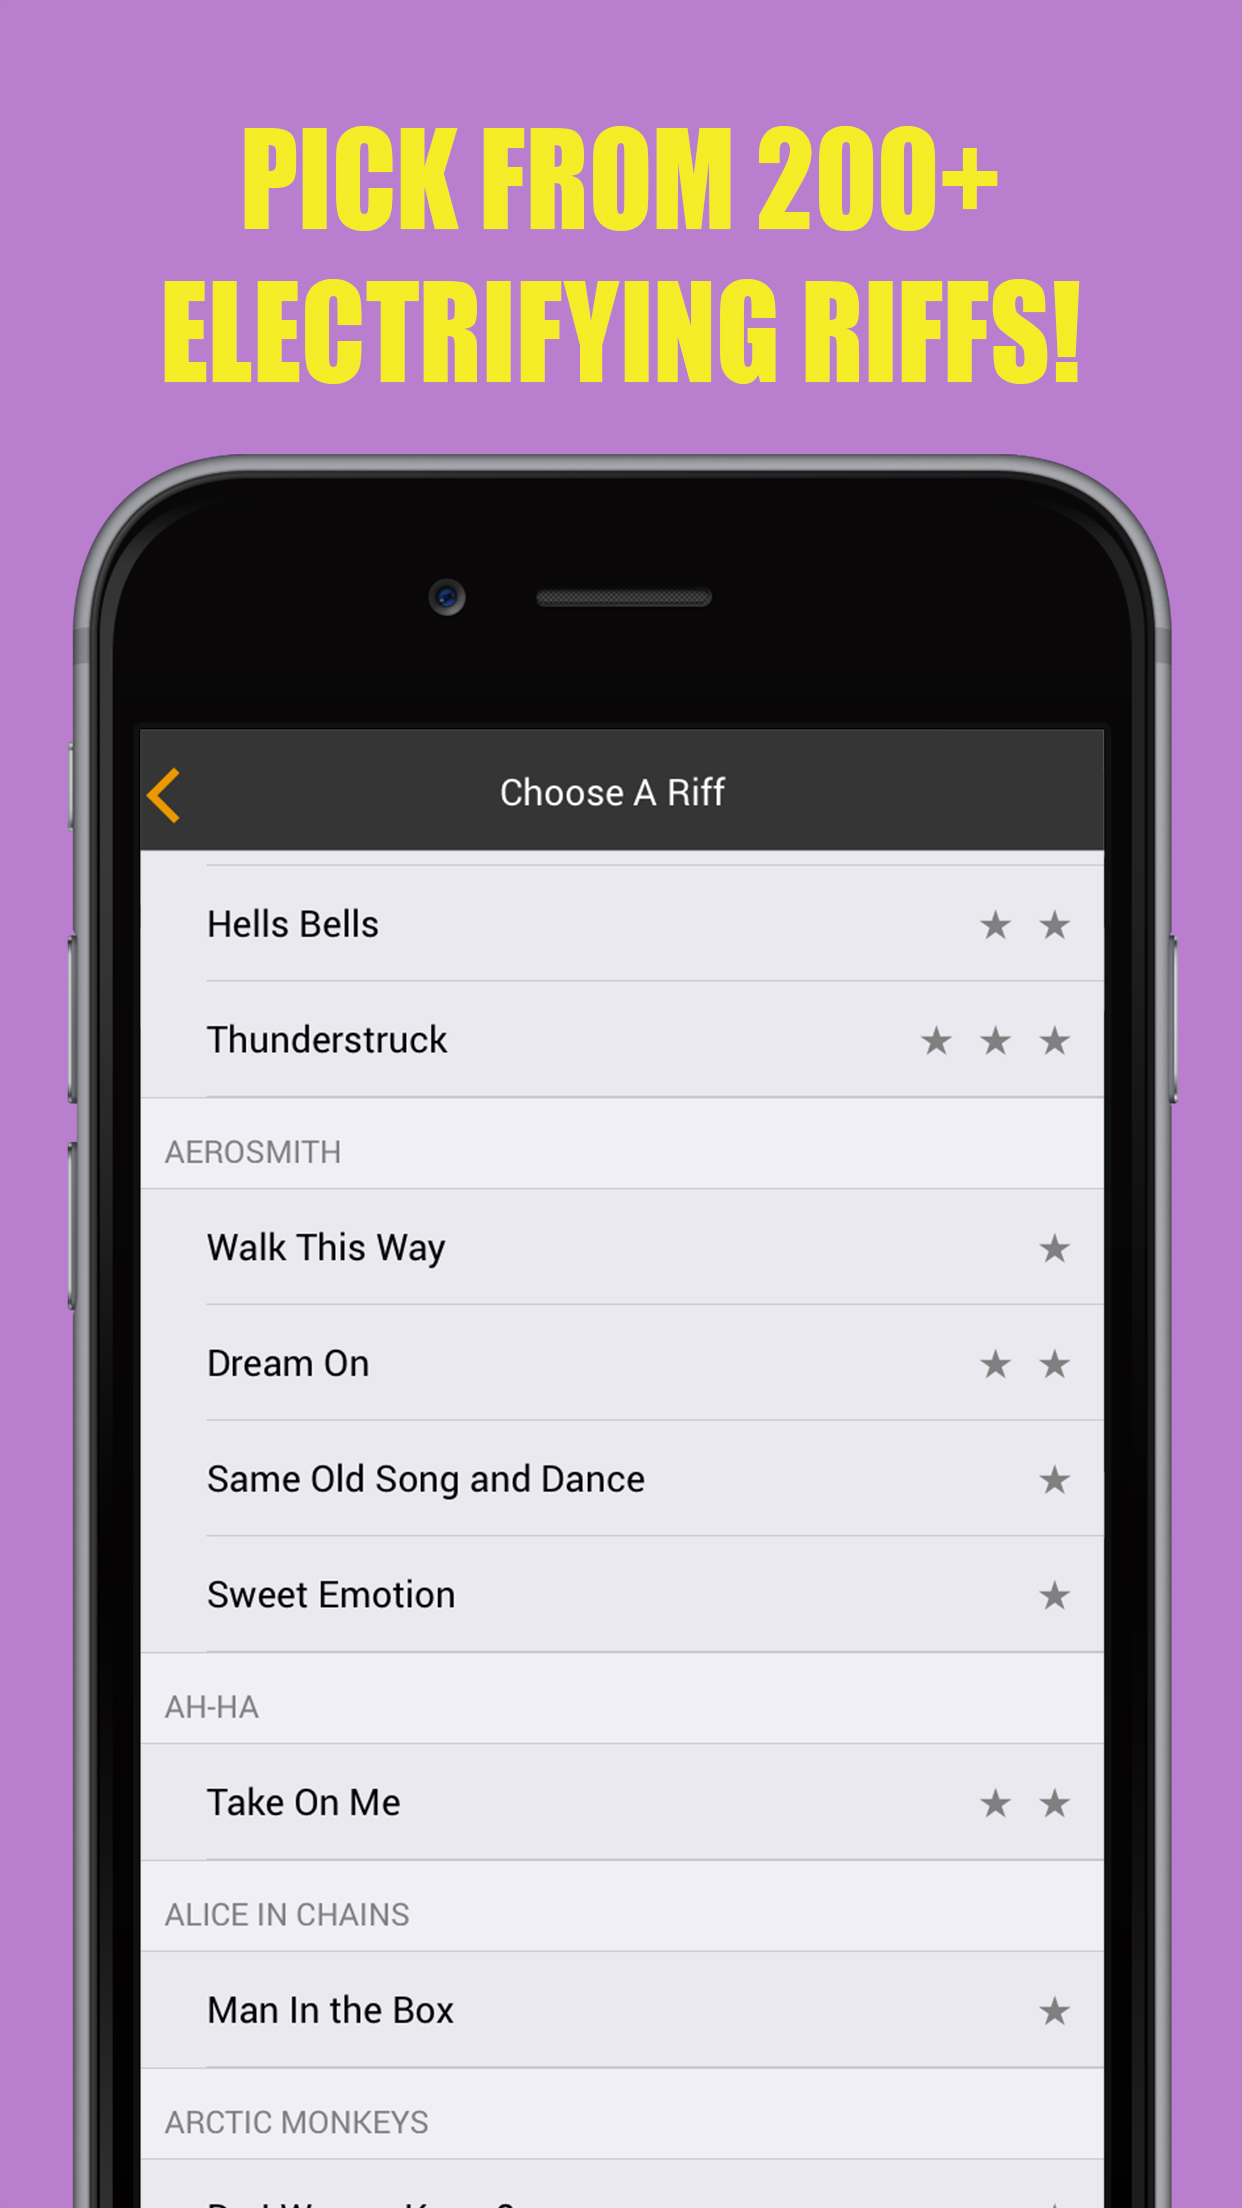 PICK FROM 200+
ELECTRIFYING RIFFS!
Choose A Riff
Hells Bells
Thunderstruck
AEROSMITH
Walk This Way
Dream On
Same Old Song and Dance
Sweet Emotion
AH-HA
Take On Me
ALICE IN CHAINS
Man In the Box
ARCTIC MONKEYS